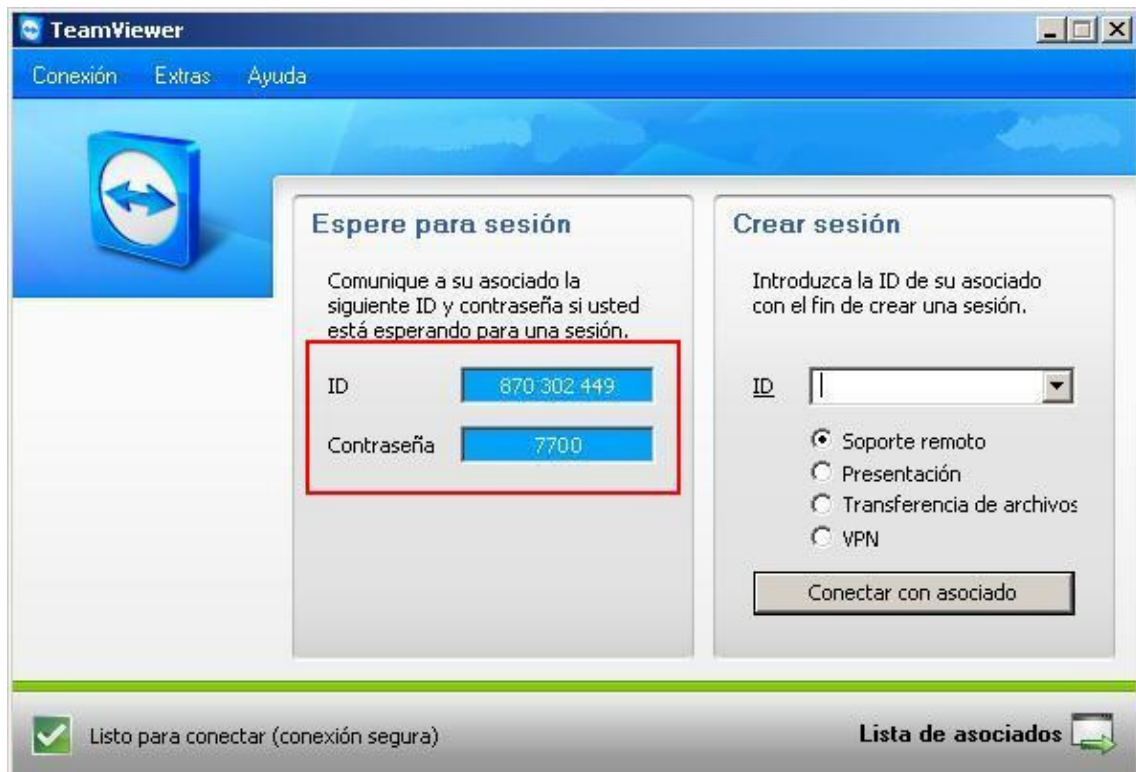 TeamViewer
Conexión Extras Ayuda
Espere para sesión
Comunique a su asociado la
siguiente ID y contraseña si usted
está esperando para una sesión.
ID 870 302 449
Contraseña 7700
Crear sesión
Introduzca la ID de su asociado
con el fin de crear una sesión.
ID
Soporte remoto
Presentación
Transferencia de archivos
VPN
Conectar con asociado
Listo para conectar (conexión segura)
Lista de asociados